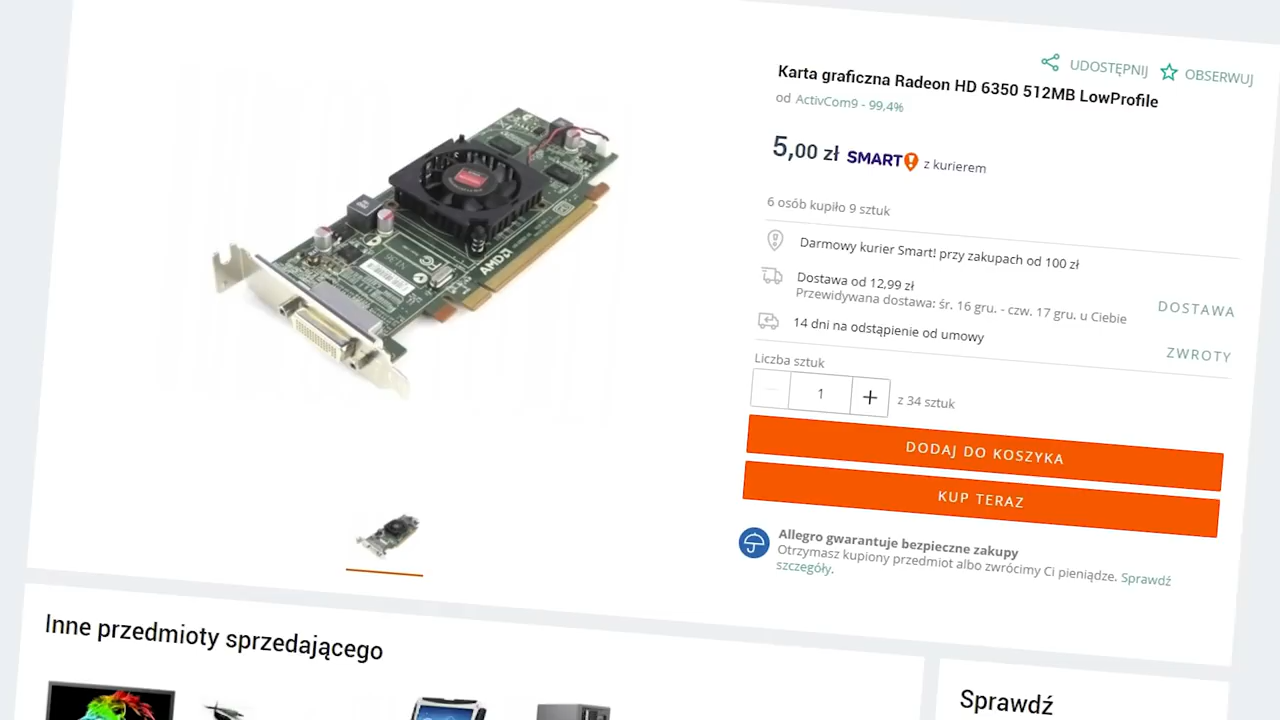 UDOSTĘPNIJ OBSERWUJ
Karta graficzna Radeon HD 6350 512MB LowProfile
od ActivCom9 - 99,4%
5,00 zł SMART! z kurierem
6 osób kupiło 9 sztuk
Darmowy kurier Smart! przy zakupach od 100 zł
Dostawa od 12,99 zł
Przewidywana dostawa: śr. 16 gru. - czw. 17 gru. u Ciebie
DOSTAWA
14 dni na odstąpienie od umowy
ZWROTY
Liczba sztuk
1 + z 34 sztuk
DODAJ DO KOSZYKA
KUP TERAZ
Allegro gwarantuje bezpieczne zakupy
Otrzymasz kupiony przedmiot albo zwrócimy Ci pieniądze. Sprawdź
szczegóły.
AMD
Inne przedmioty sprzedającego
Sprawdź